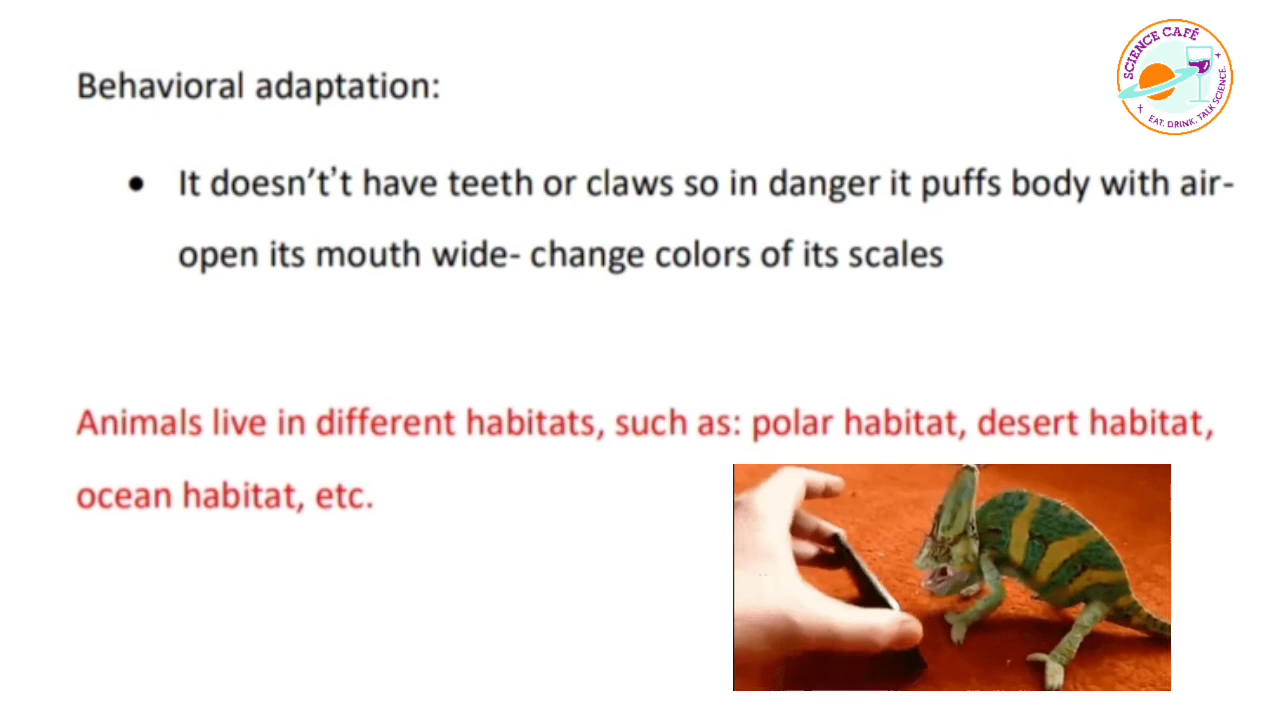 SCIENCE CAFÉ
EAT. DRINK. TALK SCIENCE.
Behavioral adaptation:
• It doesn’t’t have teeth or claws so in danger it puffs body with air-
open its mouth wide- change colors of its scales
Animals live in different habitats, such as: polar habitat, desert habitat,
ocean habitat, etc.